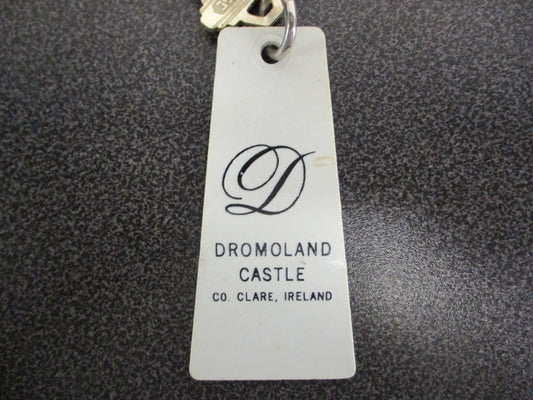 D
DROMOLAND
CASTLE
CO. CLARE, IRELAND